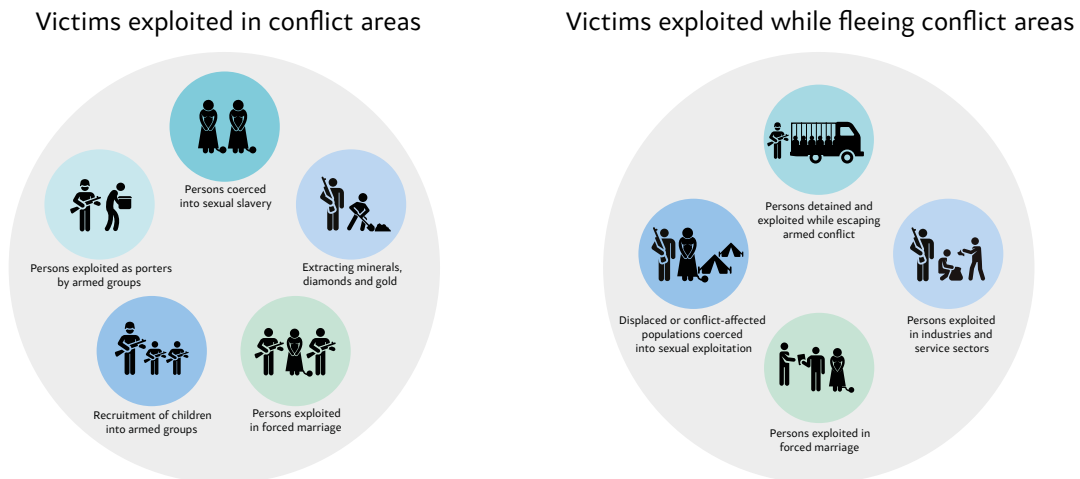 Victims exploited in conflict areas
Persons coerced
into sexual slavery
Persons exploited as porters
by armed groups
Extracting minerals,
diamonds and gold
Recruitment of children
into armed groups
Persons exploited
in forced marriage
Victims exploited while fleeing conflict areas
Persons detained and
exploited while escaping
armed conflict
Displaced or conflict-affected
populations coerced
into sexual exploitation
Persons exploited
in industries and
service sectors
Persons exploited in
forced marriage